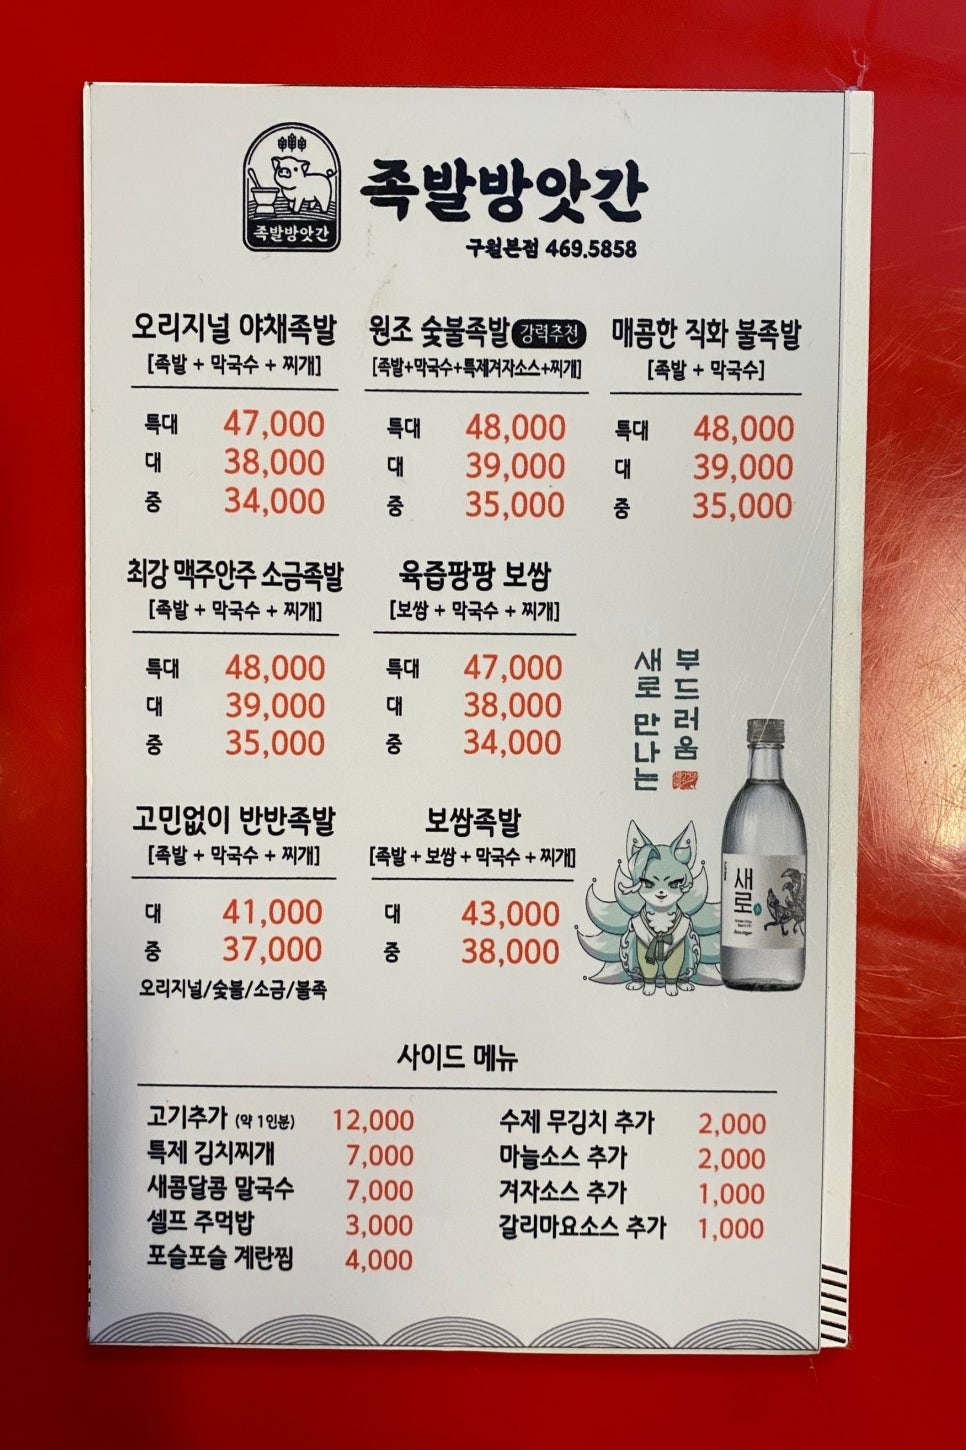 족발방앗간
족발방앗간
구월본점 469.5858
오리지널 야채족발
[족발 + 막국수 + 찌개]
특대 47,000
대 38,000
중 34,000
원조 숯불족발 강력추천
[족발+막국수+특제겨자소스+찌개]
특대 48,000
대 39,000
중 35,000
매콤한 직화 불족발
[족발 + 막국수]
특대 48,000
대 39,000
중 35,000
최강 맥주안주 소금족발
[족발 + 막국수 + 찌개]
특대 48,000
대 39,000
중 35,000
육즙팡팡 보쌈
[보쌈 + 막국수 + 찌개]
특대 47,000
대 38,000
중 34,000
부드러움
새로 만나는
새로
고민없이 반반족발
[족발 + 막국수 + 찌개]
대 41,000
중 37,000
오리지널/숯불/소금/불족
보쌈족발
[족발 + 보쌈 + 막국수 + 찌개]
대 43,000
중 38,000
사이드 메뉴
고기추가 (약 1인분) 12,000
특제 김치찌개 7,000
새콤달콤 말국수 7,000
셀프 주먹밥 3,000
포슬포슬 계란찜 4,000
수제 무김치 추가 2,000
마늘소스 추가 2,000
겨자소스 추가 1,000
갈리마요소스 추가 1,000